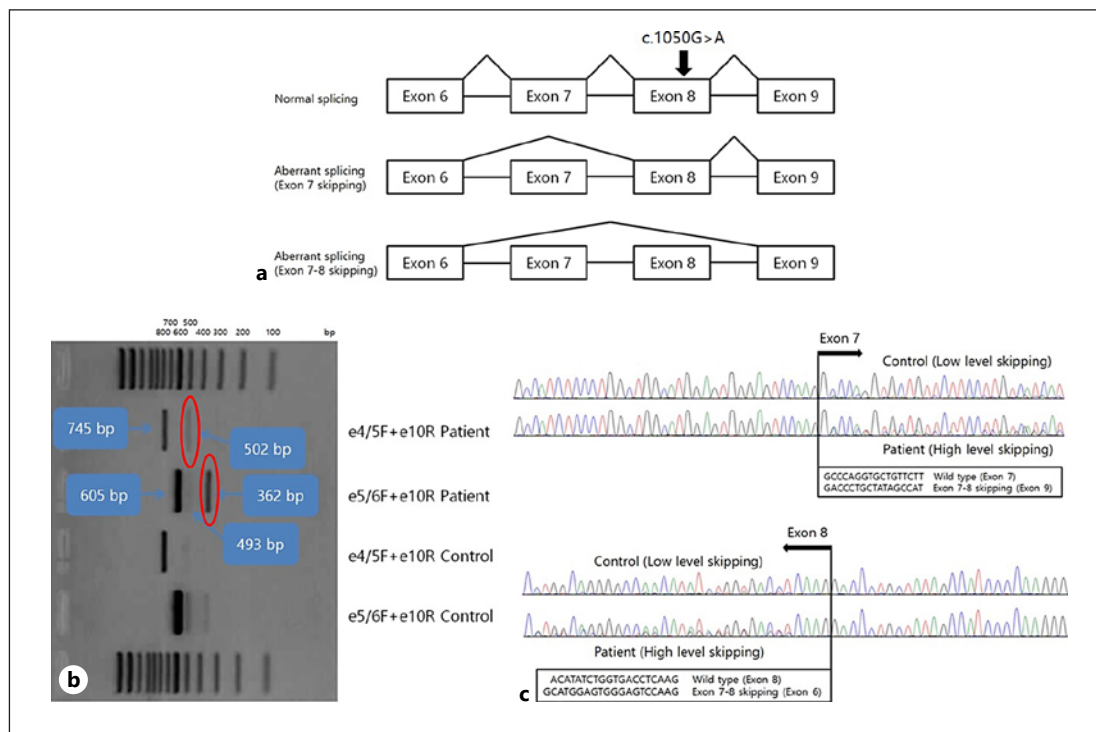 c.1050G>A
Normal splicing
Exon 6 Exon 7 Exon 8 Exon 9
Aberrant splicing
(Exon 7 skipping)
Exon 6 Exon 7 Exon 8 Exon 9
Aberrant splicing
(Exon 7-8 skipping)
Exon 6 Exon 7 Exon 8 Exon 9
a
700 500
800 600 400 300 200 100 bp
745 bp
502 bp
e4/5F+e10R Patient
605 bp
362 bp
e5/6F+e10R Patient
493 bp
e4/5F+e10R Control
e5/6F+e10R Control
b
Exon 7
Control (Low level skipping)
Patient (High level skipping)
GCCCAGGTGCTGTTCTT Wild type (Exon 7)
GACCCTGCTATAGCCAT Exon 7-8 skipping (Exon 9)
Exon 8
Control (Low level skipping)
Patient (High level skipping)
ACATATCTGGTGACCTCAAG Wild type (Exon 8)
GCATGGAGTGGGAGTCCAAG Exon 7-8 skipping (Exon 6)
c